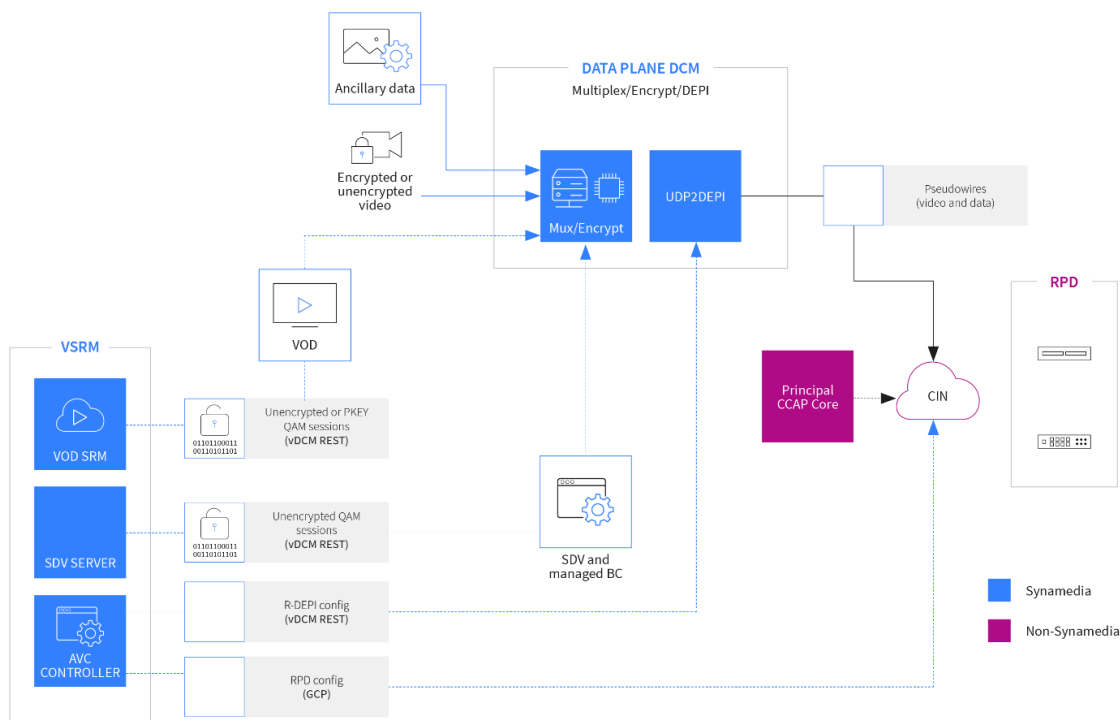 Ancillary data
DATA PLANE DCM
Multiplex/Encrypt/DEPI
Encrypted or
unencrypted
video
Mux/Encrypt
UDP2DEPI
Pseudowires
(video and data)
RPD
VOD
VSRM
VOD SRM
01101100011
00110101101
Unencrypted or PKEY
QAM sessions
(vDCM REST)
Principal
CCAP Core
CIN
SDV SERVER
01101100011
00110101101
Unencrypted QAM
sessions
(vDCM REST)
SDV and
managed BC
AVC
CONTROLLER
R-DEPI config
(vDCM REST)
RPD config
(GCP)
Synamedia
Non-Synamedia